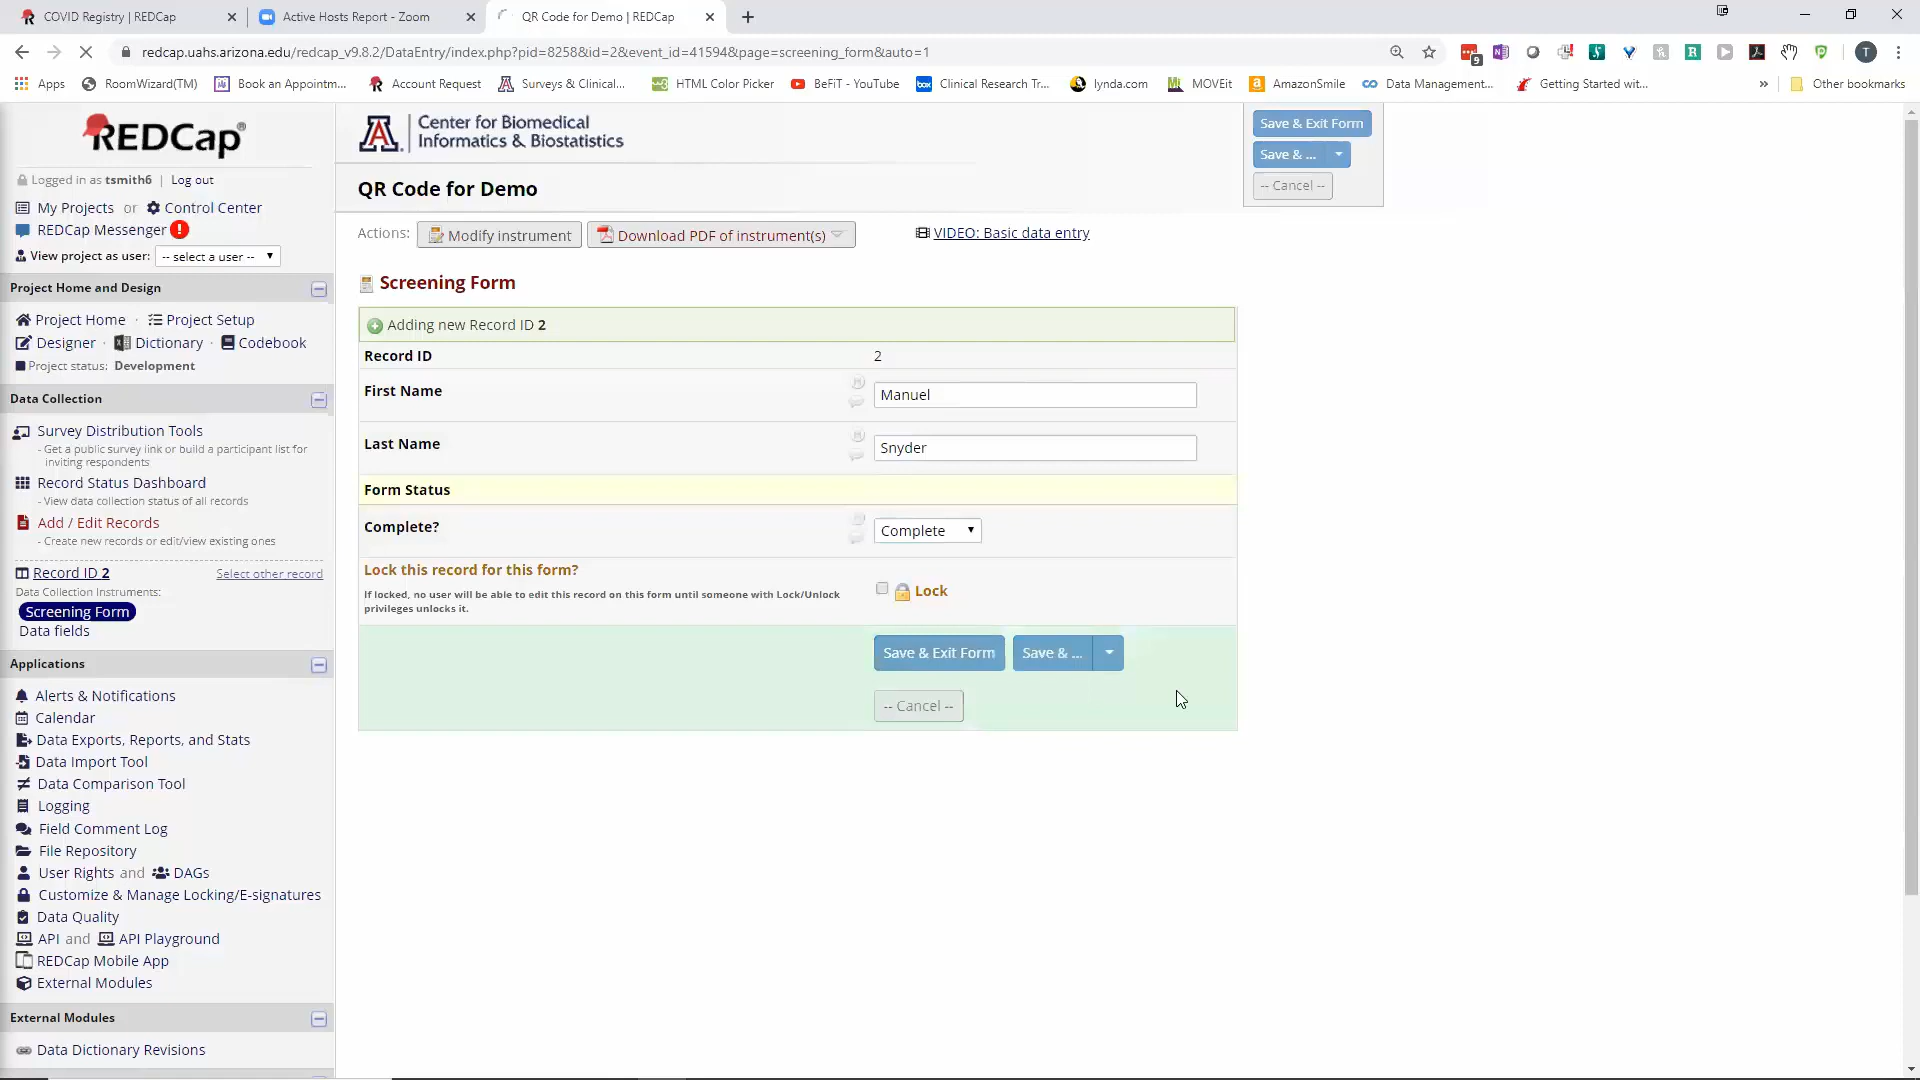 COVID Registry | REDCap
Active Hosts Report - Zoom
QR Code for Demo | REDCap
redcap.uahs.arizona.edu/redcap_v9.8.2/DataEntry/index.php?pid=8258&id=2&event_id=41594&page=screening_form&auto=1
9
T
Apps
RoomWizard(TM)
Book an Appointm...
Account Request
Surveys & Clinical...
HTML Color Picker
BeFiT - YouTube
Clinical Research Tr...
lynda.com
MOVEit
AmazonSmile
Data Management...
Getting Started wit...
»
Other bookmarks
REDCap®
Logged in as tsmith6 | Log out
My Projects or Control Center
REDCap Messenger
View project as user: -- select a user --
Project Home and Design
Project Home · Project Setup
Designer · Dictionary · Codebook
Project status: Development
Data Collection
Survey Distribution Tools
- Get a public survey link or build a participant list for
inviting respondents
Record Status Dashboard
- View data collection status of all records
Add / Edit Records
- Create new records or edit/view existing ones
Record ID 2 Select other record
Data Collection Instruments:
Screening Form
Data fields
Applications
Alerts & Notifications
Calendar
Data Exports, Reports, and Stats
Data Import Tool
Data Comparison Tool
Logging
Field Comment Log
File Repository
User Rights and DAGs
Customize & Manage Locking/E-signatures
Data Quality
API and API Playground
REDCap Mobile App
External Modules
External Modules
Data Dictionary Revisions
A
Center for Biomedical
Informatics & Biostatistics
QR Code for Demo
Actions: Modify instrument Download PDF of instrument(s) VIDEO: Basic data entry
Screening Form
Adding new Record ID 2
Record ID 2
First Name Manuel
Last Name Snyder
Form Status
Complete? Complete
Lock this record for this form?
If locked, no user will be able to edit this record on this form until someone with Lock/Unlock
privileges unlocks it.
Lock
Save & Exit Form Save & ...
-- Cancel --
Save & Exit Form
Save & ...
-- Cancel --